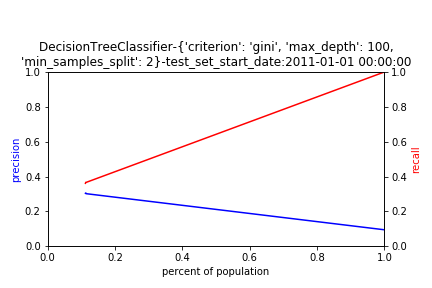 DecisionTreeClassifier-{'criterion': 'gini', 'max_depth': 100,
'min_samples_split': 2}-test_set_start_date:2011-01-01 00:00:00
1.0
0.8
0.6
0.4
0.2
0.0
precision
1.0
0.8
0.6
0.4
0.2
0.0
recall
0.0 0.2 0.4 0.6 0.8 1.0
percent of population